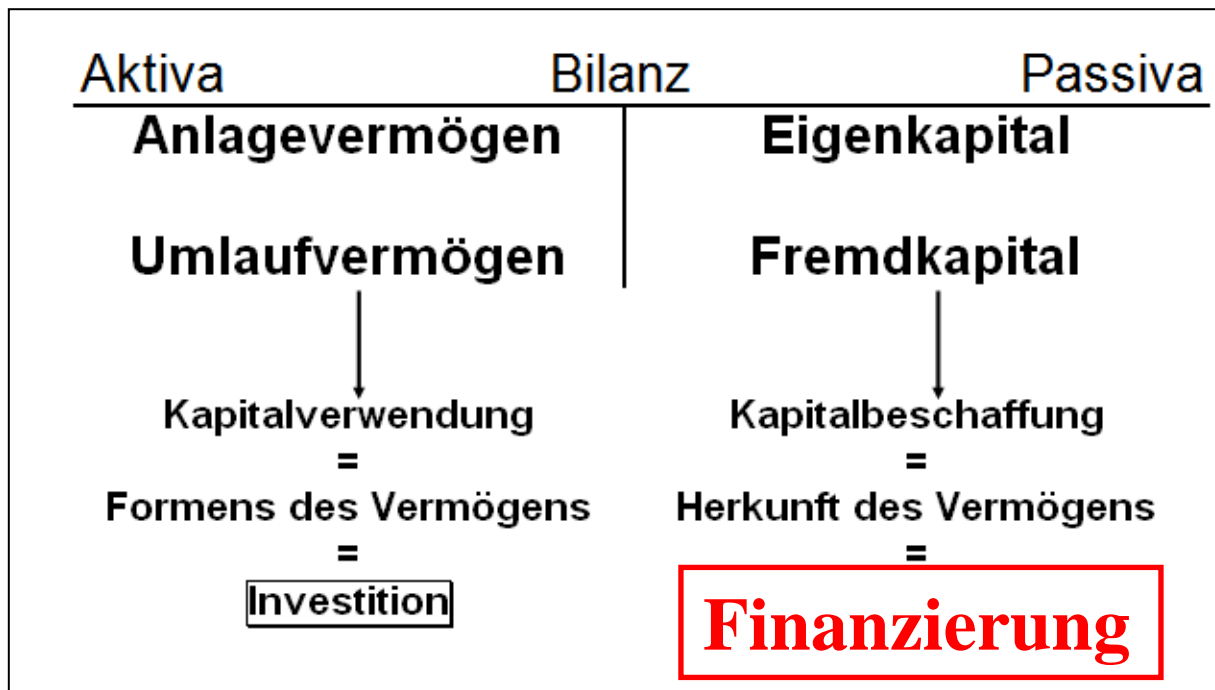 Aktiva Bilanz Passiva
Anlagevermögen Eigenkapital
Umlaufvermögen Fremdkapital
Kapitalverwendung Kapitalbeschaffung
= =
Formens des Vermögens Herkunft des Vermögens
= =
Investition Finanzierung